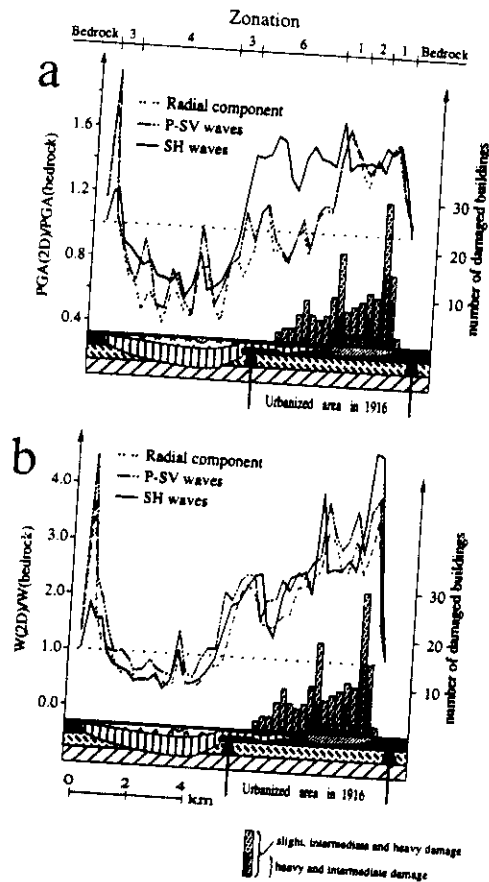 Zonation
Bedrock 3 4 3 6 1 2 1 Bedrock
a
Radial component
P-SV waves
SH waves
PGA(2D)/PGA(bedrock)
1.6
1.2
0.8
0.4
number of damaged buildings
30
20
10
Urbanized area in 1916
b
Radial component
P-SV waves
SH waves
W(2D)/W(bedrock)
4.0
3.0
2.0
1.0
0.0
number of damaged buildings
30
20
10
0 2 4 km
Urbanized area in 1916
slight, intermediate and heavy damage
heavy and intermediate damage